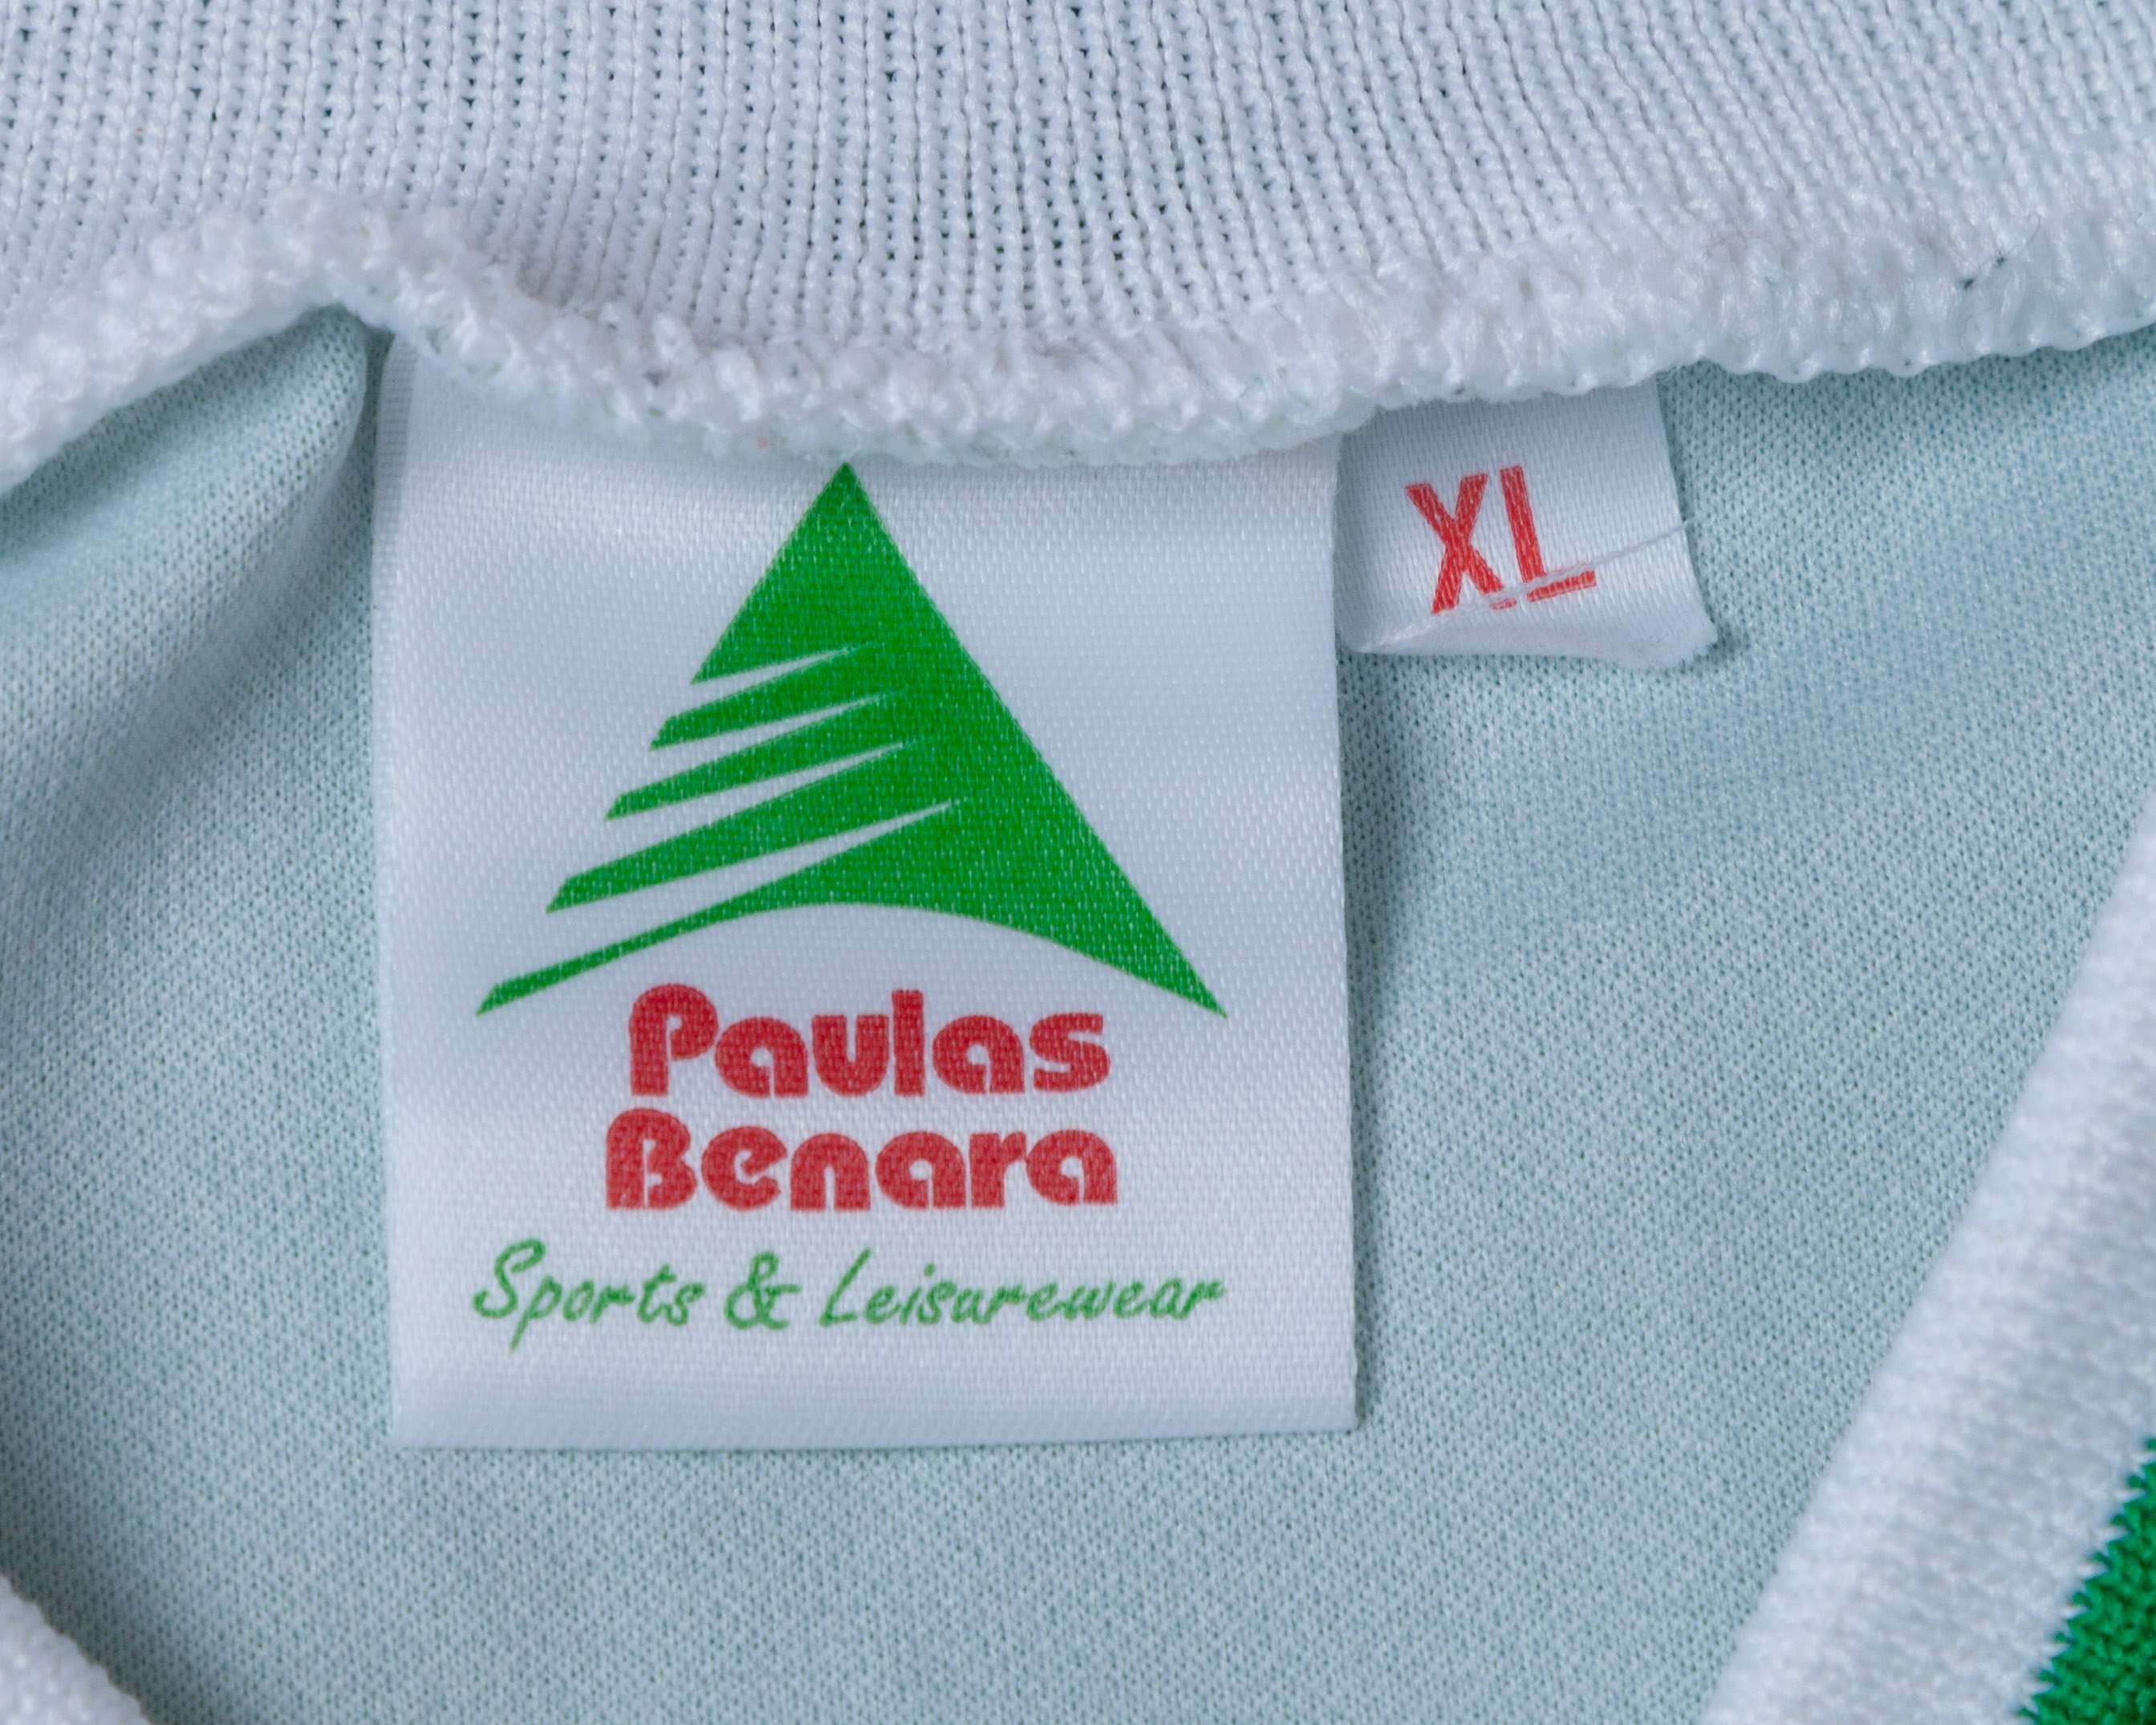 XL
Paulas
Benara
Sports & Leisurewear